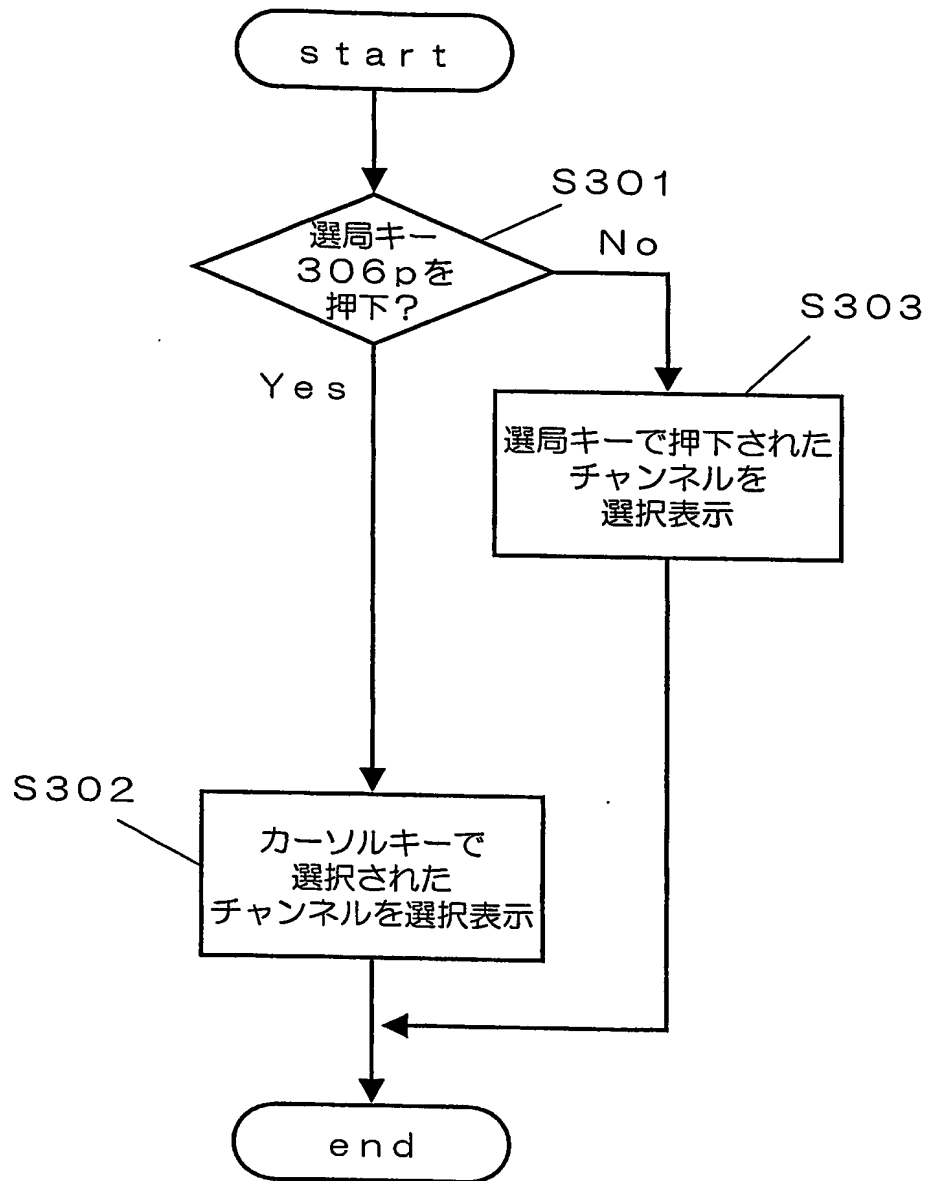 ｓｔａｒｔ
Ｓ３０１
選局キー
３０６ｐを
押下？
Ｎｏ
Ｙｅｓ
Ｓ３０３
選局キーで押下された
チャンネルを
選択表示
Ｓ３０２
カーソルキーで
選択された
チャンネルを選択表示
ｅｎｄ